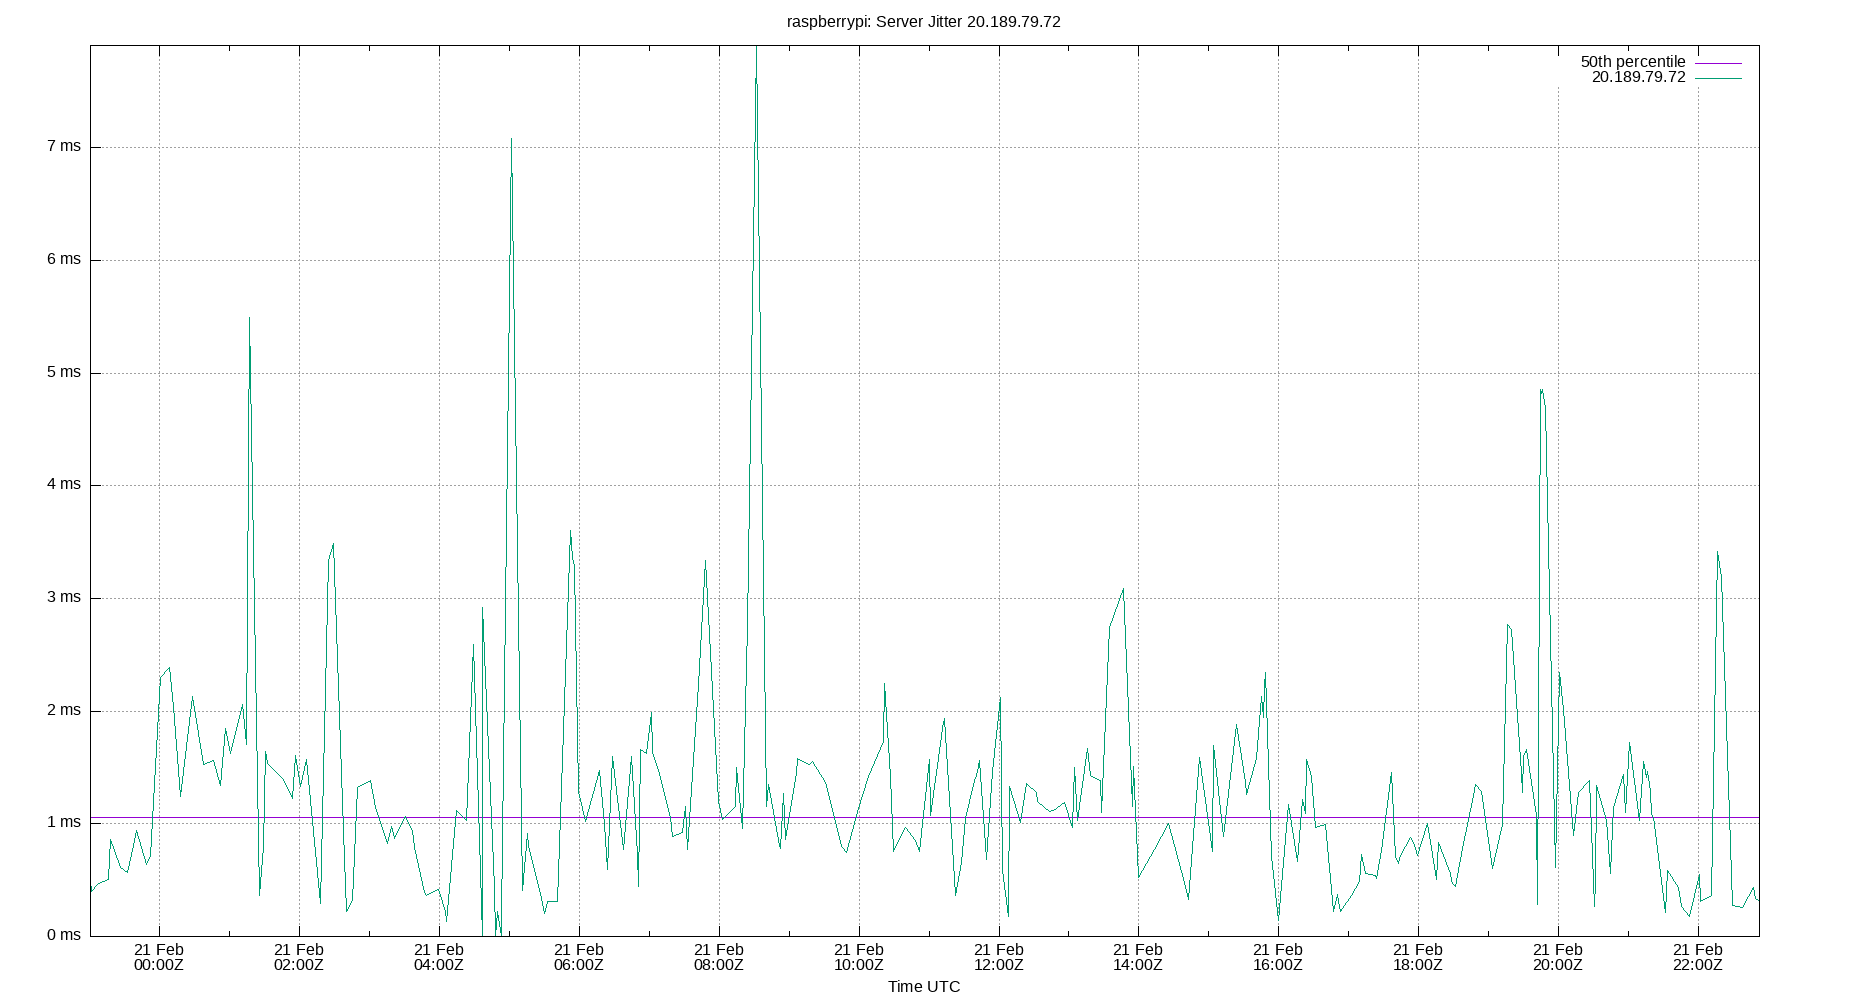 raspberrypi: Server Jitter 20.189.79.72
50th percentile
20.189.79.72
7 ms
6 ms
5 ms
4 ms
3 ms
2 ms
1 ms
0 ms
21 Feb 21 Feb 21 Feb 21 Feb 21 Feb 21 Feb 21 Feb 21 Feb 21 Feb 21 Feb 21 Feb 21 Feb
00:00Z 02:00Z 04:00Z 06:00Z 08:00Z 10:00Z 12:00Z 14:00Z 16:00Z 18:00Z 20:00Z 22:00Z
Time UTC